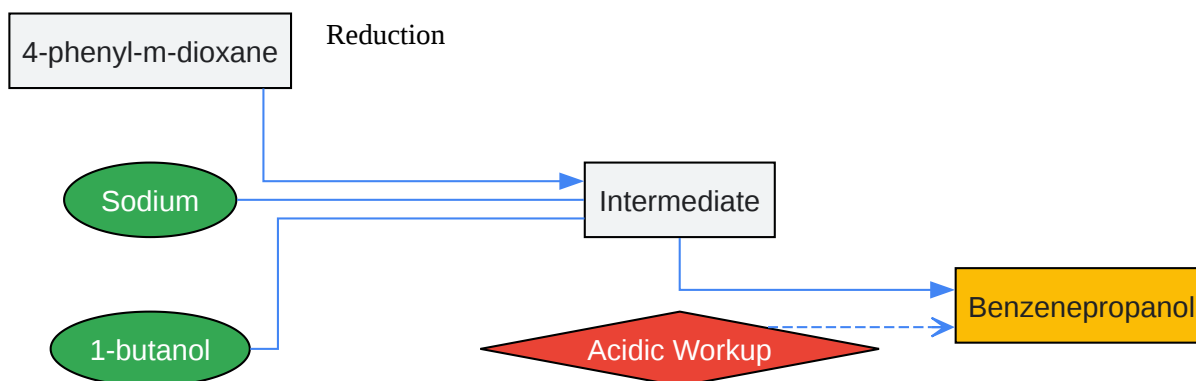 4-phenyl-m-dioxane
Reduction
Sodium
Intermediate
1-butanol
Acidic Workup
Benzenepropanol